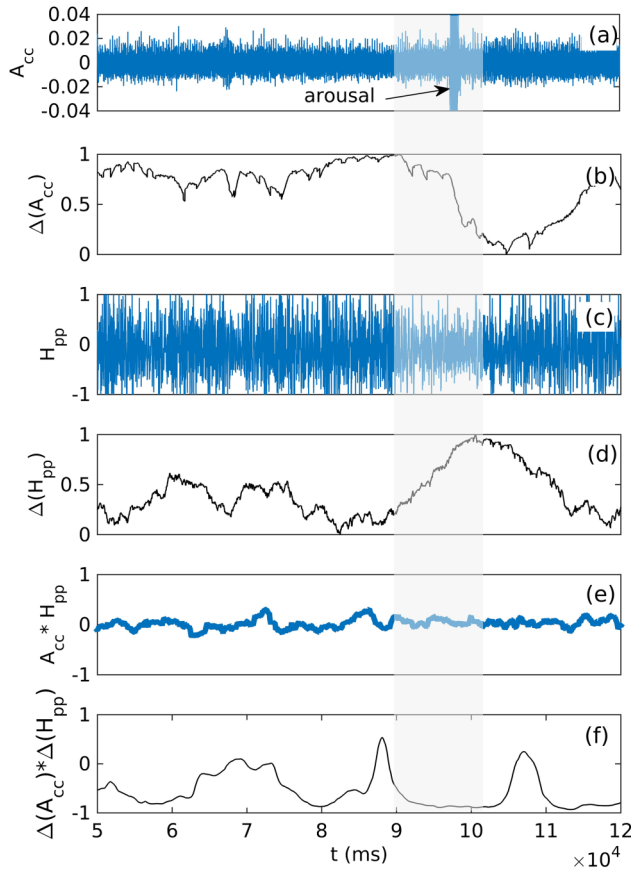 0.04
0.02
0
-0.02
-0.04
A_cc
(a)
arousal
1
0.5
0
Δ(A_cc)
(b)
1
0
-1
H_pp
(c)
1
0.5
0
Δ(H_pp)
(d)
1
0
-1
A_cc * H_pp
(e)
1
0
-1
Δ(A_cc)*Δ(H_pp)
(f)
5 6 7 8 9 10 11 12
t (ms)
×10^4